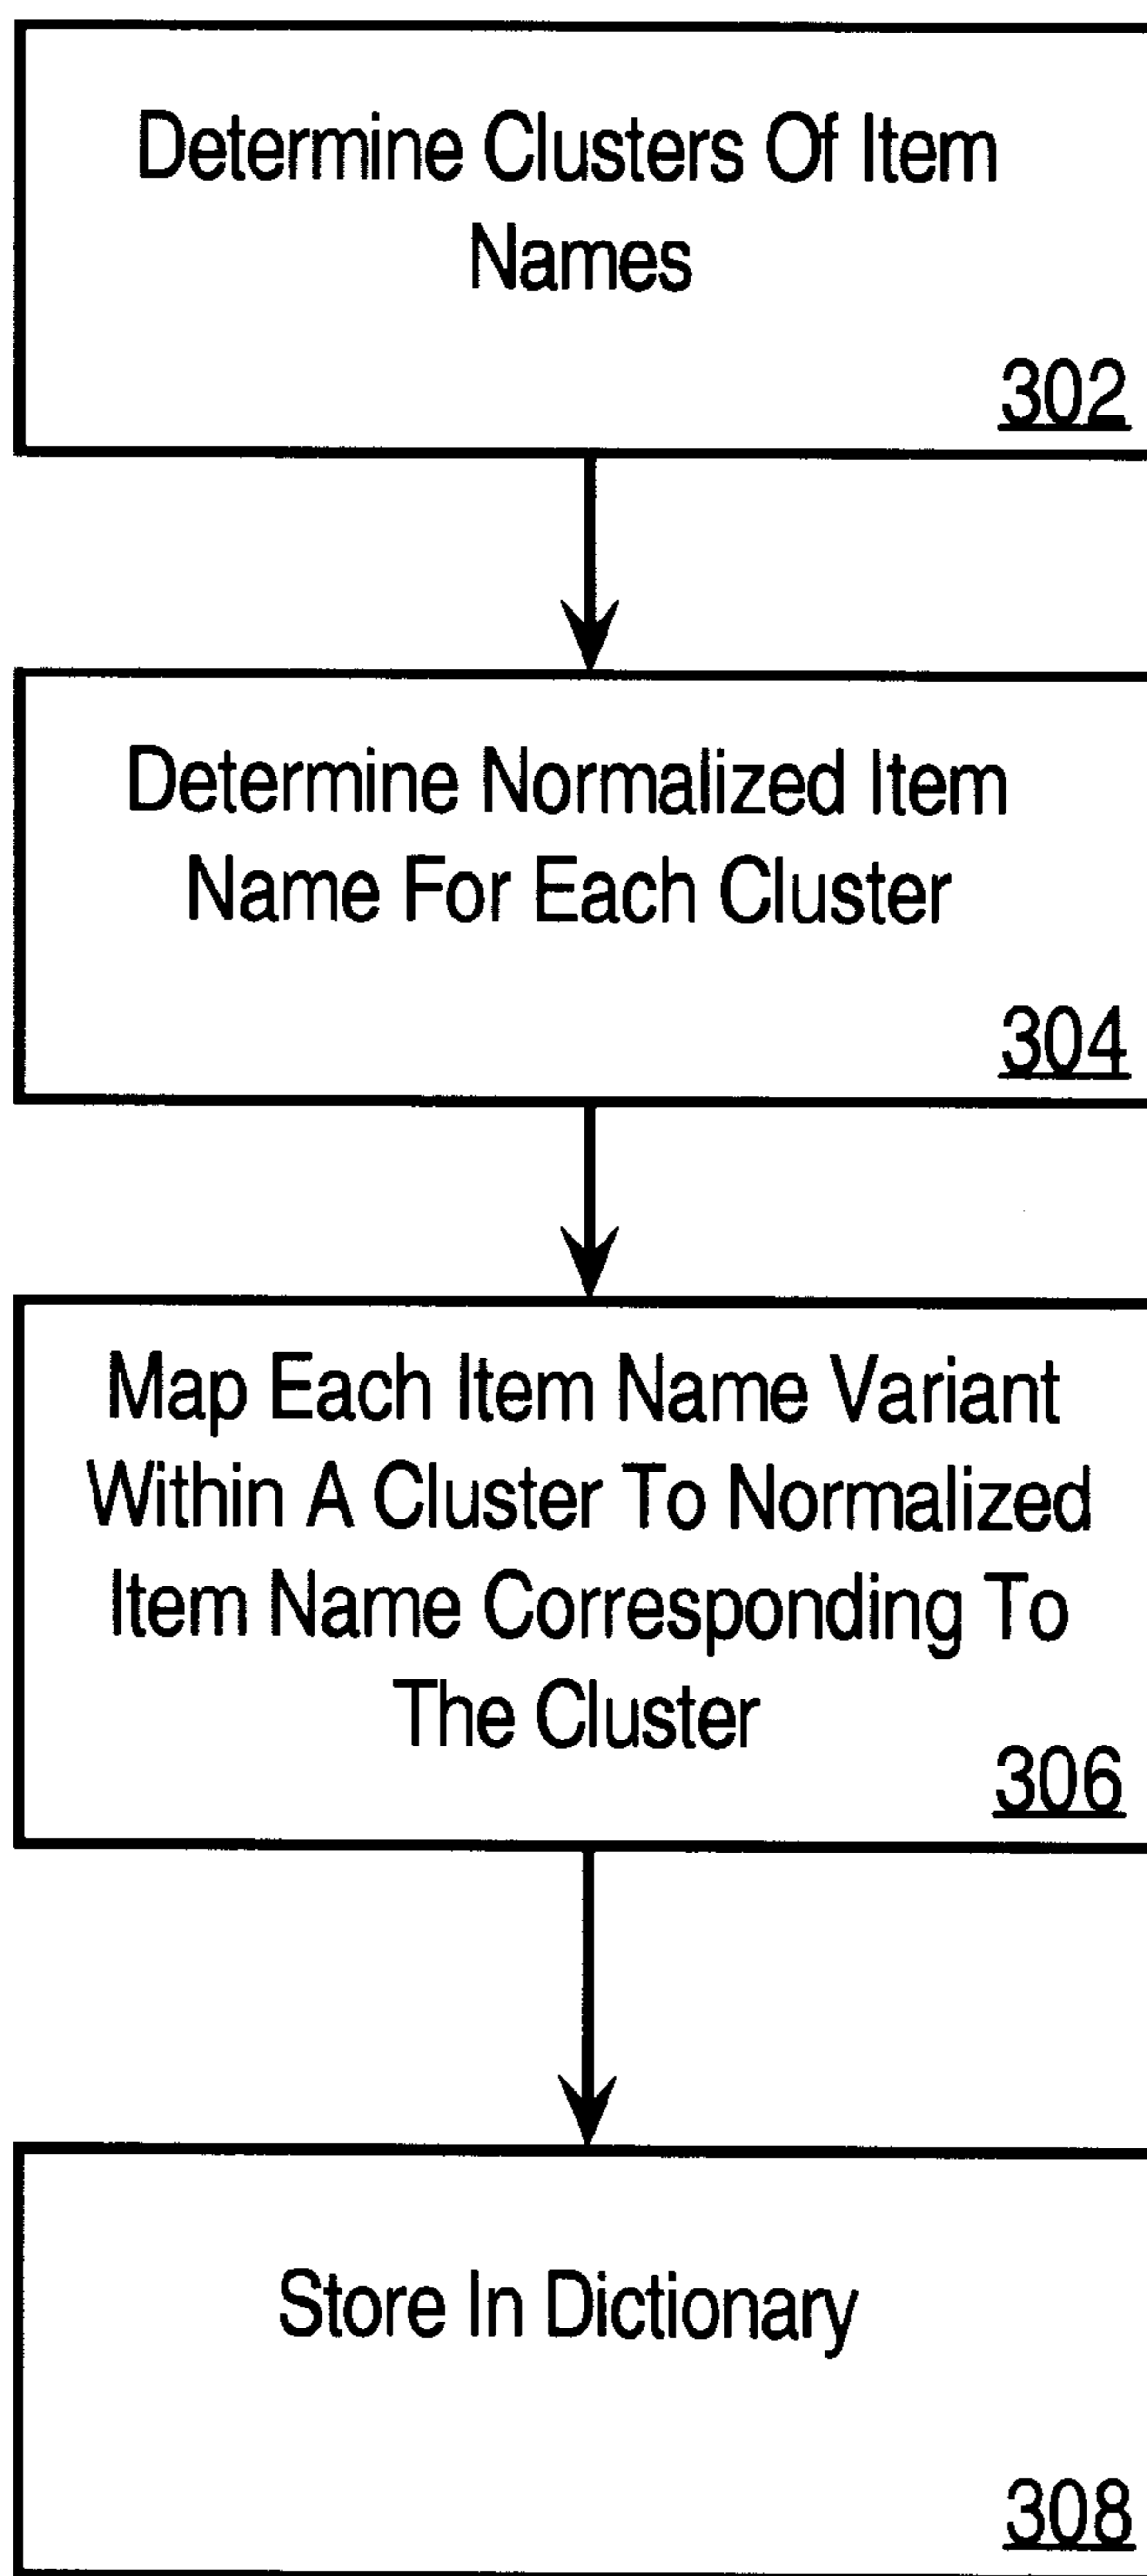 Determine Clusters Of Item
Names
302
Determine Normalized Item
Name For Each Cluster
304
Map Each Item Name Variant
Within A Cluster To Normalized
Item Name Corresponding To
The Cluster
306
Store In Dictionary
308